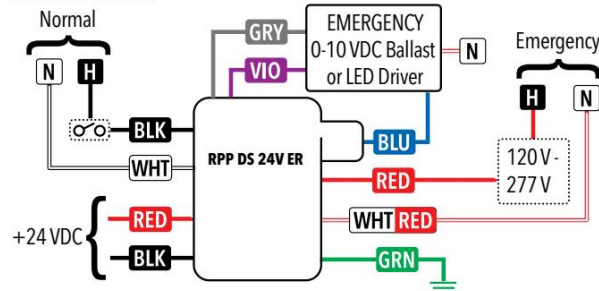 Normal
N
H
BLK
WHT
+24 VDC
RED
BLK
GRY
VIO
RPP DS 24V ER
EMERGENCY
0-10 VDC Ballast
or LED Driver
N
BLU
RED
WHT RED
GRN
Emergency
H
N
120 V -
277 V